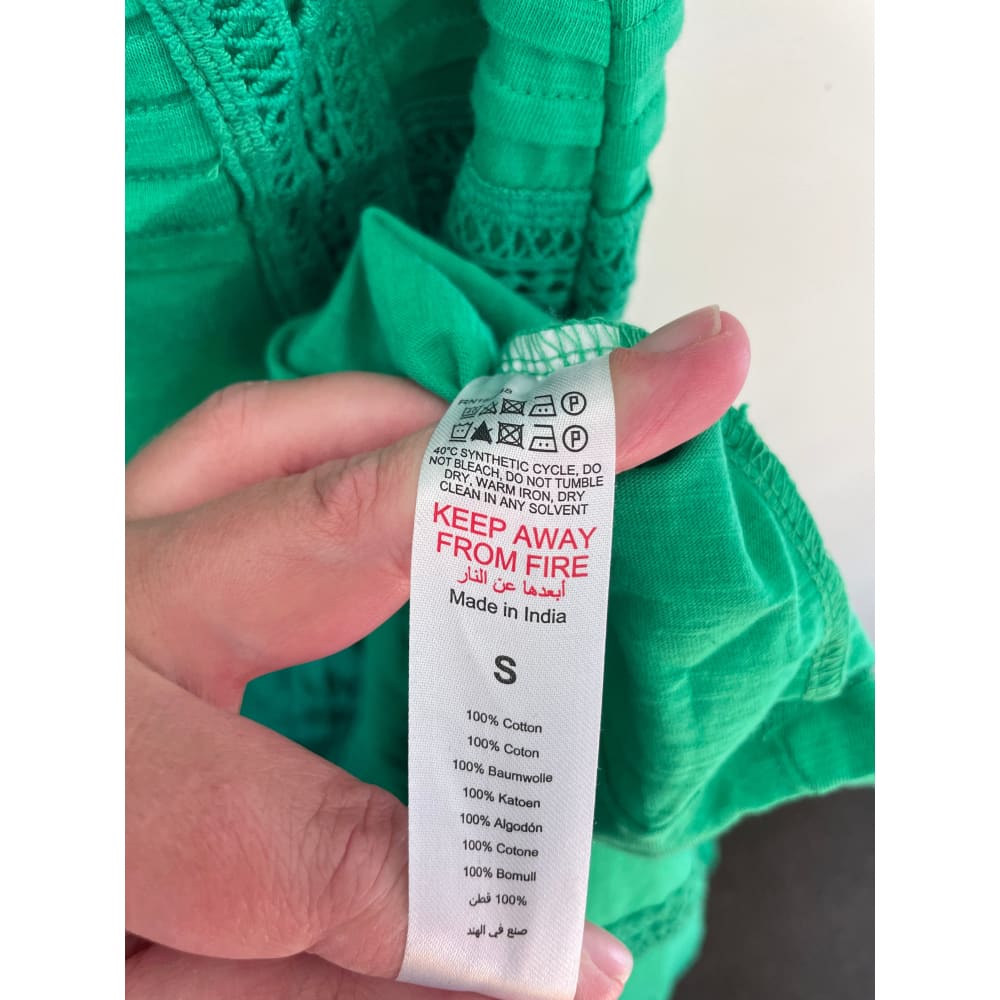 40°C SYNTHETIC CYCLE, DO
NOT BLEACH, DO NOT TUMBLE
DRY, WARM IRON, DRY
CLEAN IN ANY SOLVENT
KEEP AWAY
FROM FIRE
أبعدها عن النار
Made in India
S
100% Cotton
100% Coton
100% Baumwolle
100% Katoen
100% Algodón
100% Cotone
100% Bomull
100% قطن
صنع في الهند